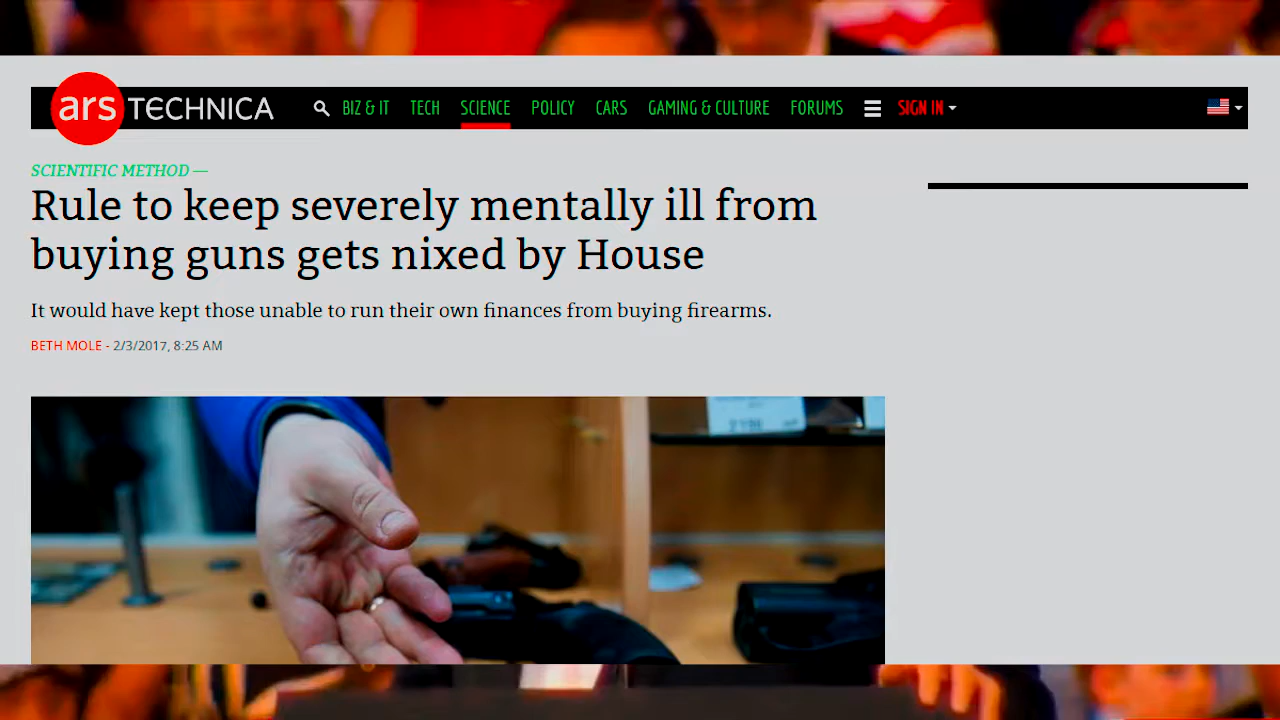 ars TECHNICA BIZ & IT TECH SCIENCE POLICY CARS GAMING & CULTURE FORUMS SIGN IN
SCIENTIFIC METHOD —
Rule to keep severely mentally ill from
buying guns gets nixed by House
It would have kept those unable to run their own finances from buying firearms.
BETH MOLE - 2/3/2017, 8:25 AM